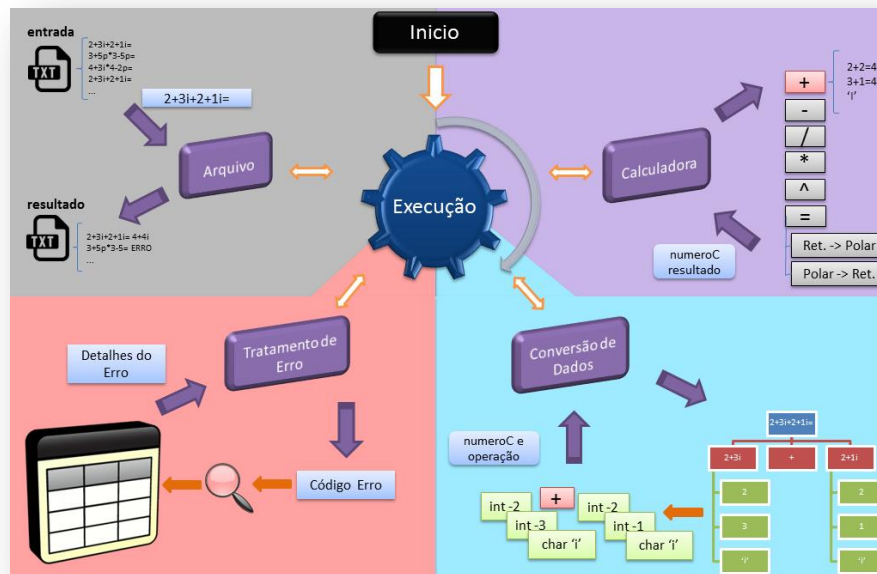 entrada
2+3i+2+1i=
3+5p*3-5p=
4+3i*4-2p=
2+3i+2+1i=
...
TXT
2+3i+2+1i=
Arquivo
resultado
TXT
2+3i+2+1i= 4+4i
3+5p*3-5= ERRO
...
Inicio
Execução
Calculadora
+
-
/
*
^
=
Ret. -> Polar
Polar -> Ret.
2+2=4
3+1=4
'i'
numeroC
resultado
Tratamento de
Erro
Detalhes do
Erro
Código Erro
Conversão de
Dados
numeroC e
operação
2+3i+2+1i=
2+3i
+
2+1i
2
3
'i'
2
1
'i'
int -2
int -3
char 'i'
+
int -2
int -1
char 'i'